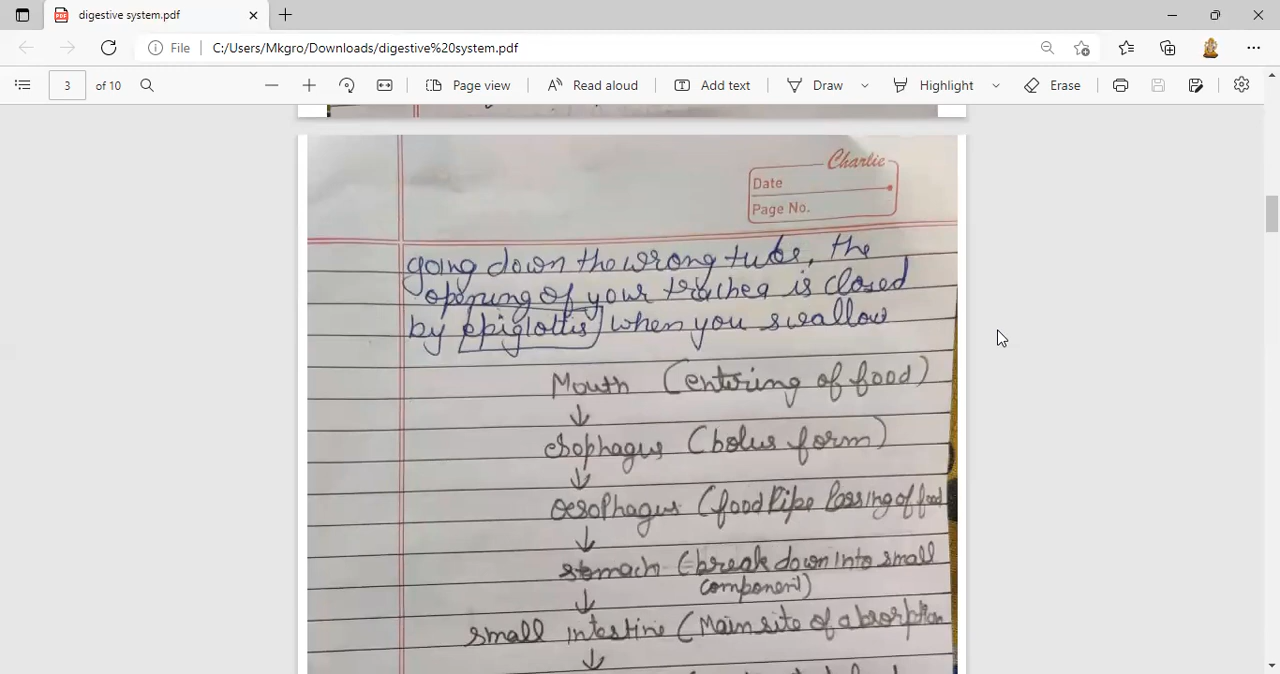 digestive system.pdf
File
C:/Users/Mkgro/Downloads/digestive%20system.pdf
3 of 10
Page view
Read aloud
Add text
Draw
Highlight
Erase
Charlie
Date
Page No.
going down the wrong tube, the
opening of your trachea is closed
by epiglottis when you swallow
Mouth (entering of food)
↓
esophagus (bolus form)
↓
oesophagus (food Pipe Passing of food
↓
stomach (break down into small
component)
↓
small intestine (Main site of absorption
↓